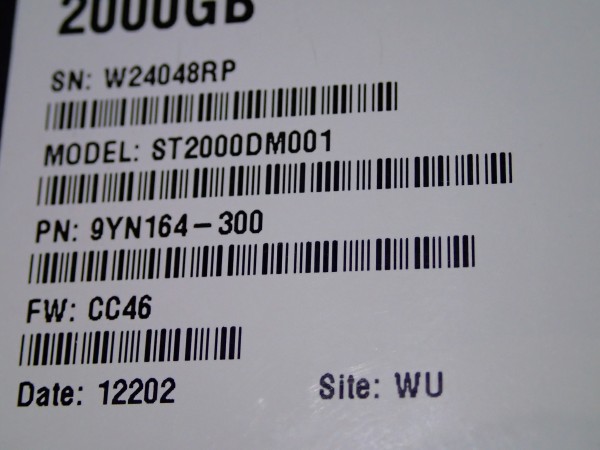 2000GB
SN: W24048RP
MODEL: ST2000DM001
PN: 9YN164-300
FW: CC46
Date: 12202 Site: WU